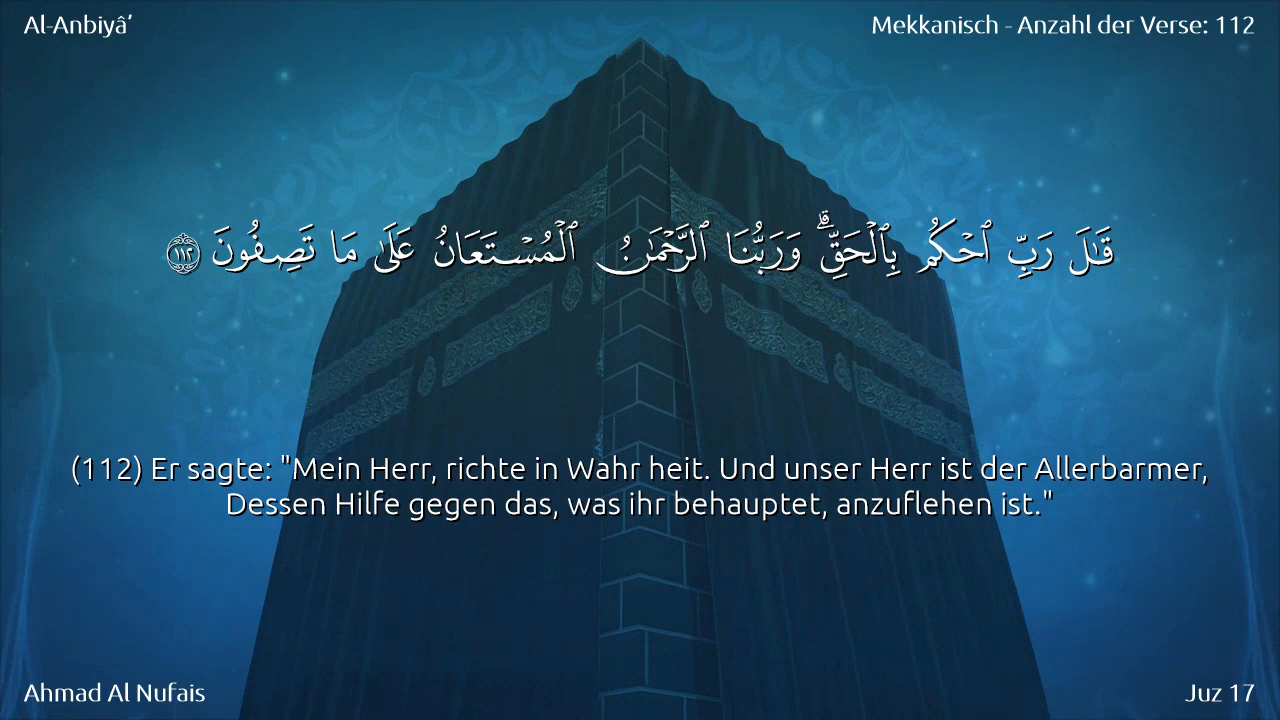 Al-Anbiyâ’
Mekkanisch - Anzahl der Verse: 112
قَٰلَ رَبِّ ٱحْكُم بِٱلْحَقِّ ۗ وَرَبُّنَا ٱلرَّحْمَٰنُ ٱلْمُسْتَعَانُ عَلَىٰ مَا تَصِفُونَ ١١٢
(112) Er sagte: "Mein Herr, richte in Wahr heit. Und unser Herr ist der Allerbarmer,
Dessen Hilfe gegen das, was ihr behauptet, anzuflehen ist."
Ahmad Al Nufais
Juz 17